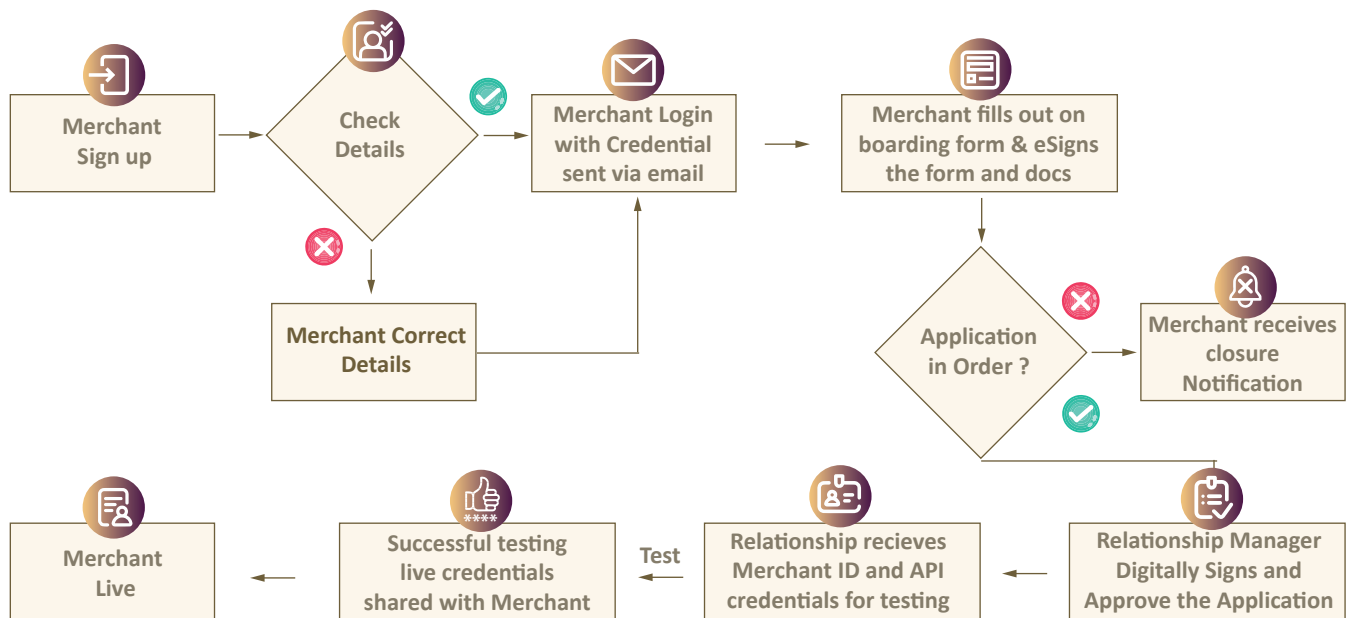 Merchant
Sign up
Check
Details
Merchant Login
with Credential
sent via email
Merchant fills out on
boarding form & eSigns
the form and docs
Merchant Correct
Details
Application
in Order ?
Merchant receives
closure
Notification
Relationship Manager
Digitally Signs and
Approve the Application
Relationship recieves
Merchant ID and API
credentials for testing
Test
****
Successful testing
live credentials
shared with Merchant
Merchant
Live